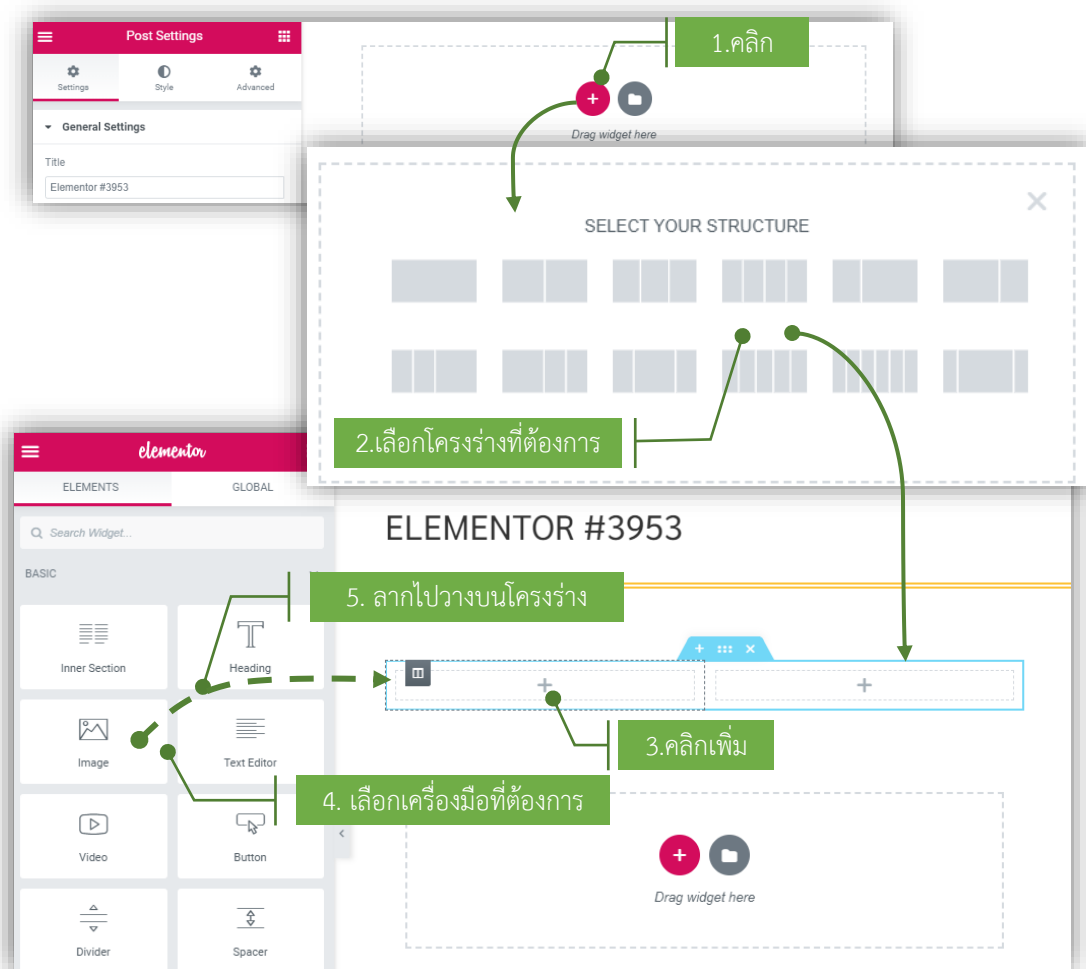 Post Settings
1.คลิก
Settings
Style
Advanced
General Settings
Title
Elementor #3953
Drag widget here
SELECT YOUR STRUCTURE
2.เลือกโครงร่างที่ต้องการ
elementor
ELEMENTS
GLOBAL
Search Widget...
BASIC
ELEMENTOR #3953
5. ลากไปวางบนโครงร่าง
Inner Section
Heading
3.คลิกเพิ่ม
Image
Text Editor
4. เลือกเครื่องมือที่ต้องการ
Video
Button
Drag widget here
Divider
Spacer